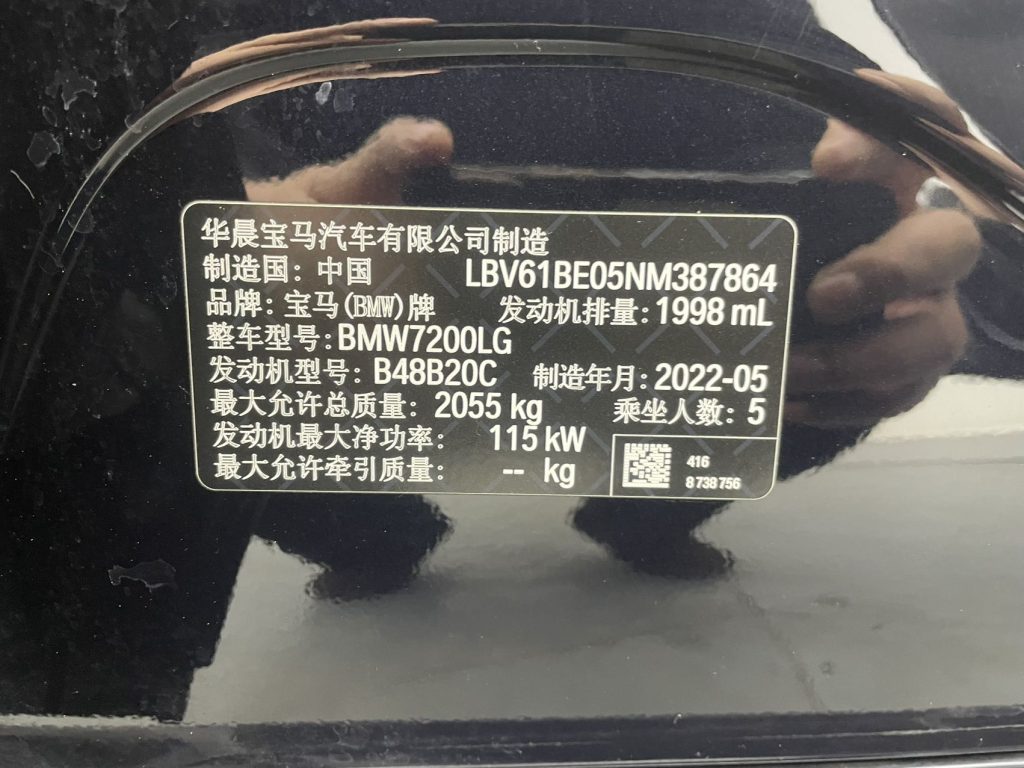 华晨宝马汽车有限公司制造
制造国: 中国 LBV61BE05NM387864
品牌: 宝马(BMW)牌 发动机排量: 1998 mL
整车型号: BMW7200LG
发动机型号: B48B20C 制造年月: 2022-05
最大允许总质量: 2055 kg 乘坐人数: 5
发动机最大净功率: 115 kW
最大允许牵引质量: -- kg
416
8 738 756